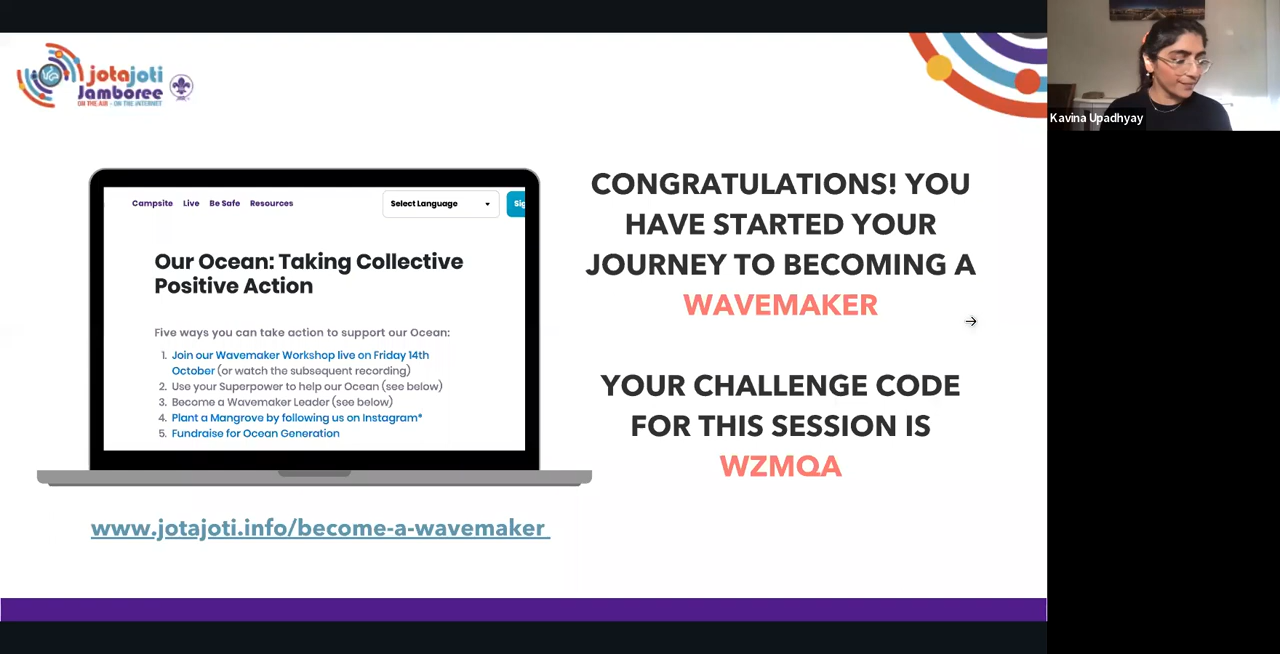 jotajoti
Jamboree
ON THE AIR - ON THE INTERNET
Campsite Live Be Safe Resources
Select Language
Sig
Our Ocean: Taking Collective
Positive Action
Five ways you can take action to support our Ocean:
1. Join our Wavemaker Workshop live on Friday 14th
October (or watch the subsequent recording)
2. Use your Superpower to help our Ocean (see below)
3. Become a Wavemaker Leader (see below)
4. Plant a Mangrove by following us on Instagram*
5. Fundraise for Ocean Generation
www.jotajoti.info/become-a-wavemaker
CONGRATULATIONS! YOU
HAVE STARTED YOUR
JOURNEY TO BECOMING A
WAVEMAKER
YOUR CHALLENGE CODE
FOR THIS SESSION IS
WZMQA
Kavina Upadhyay